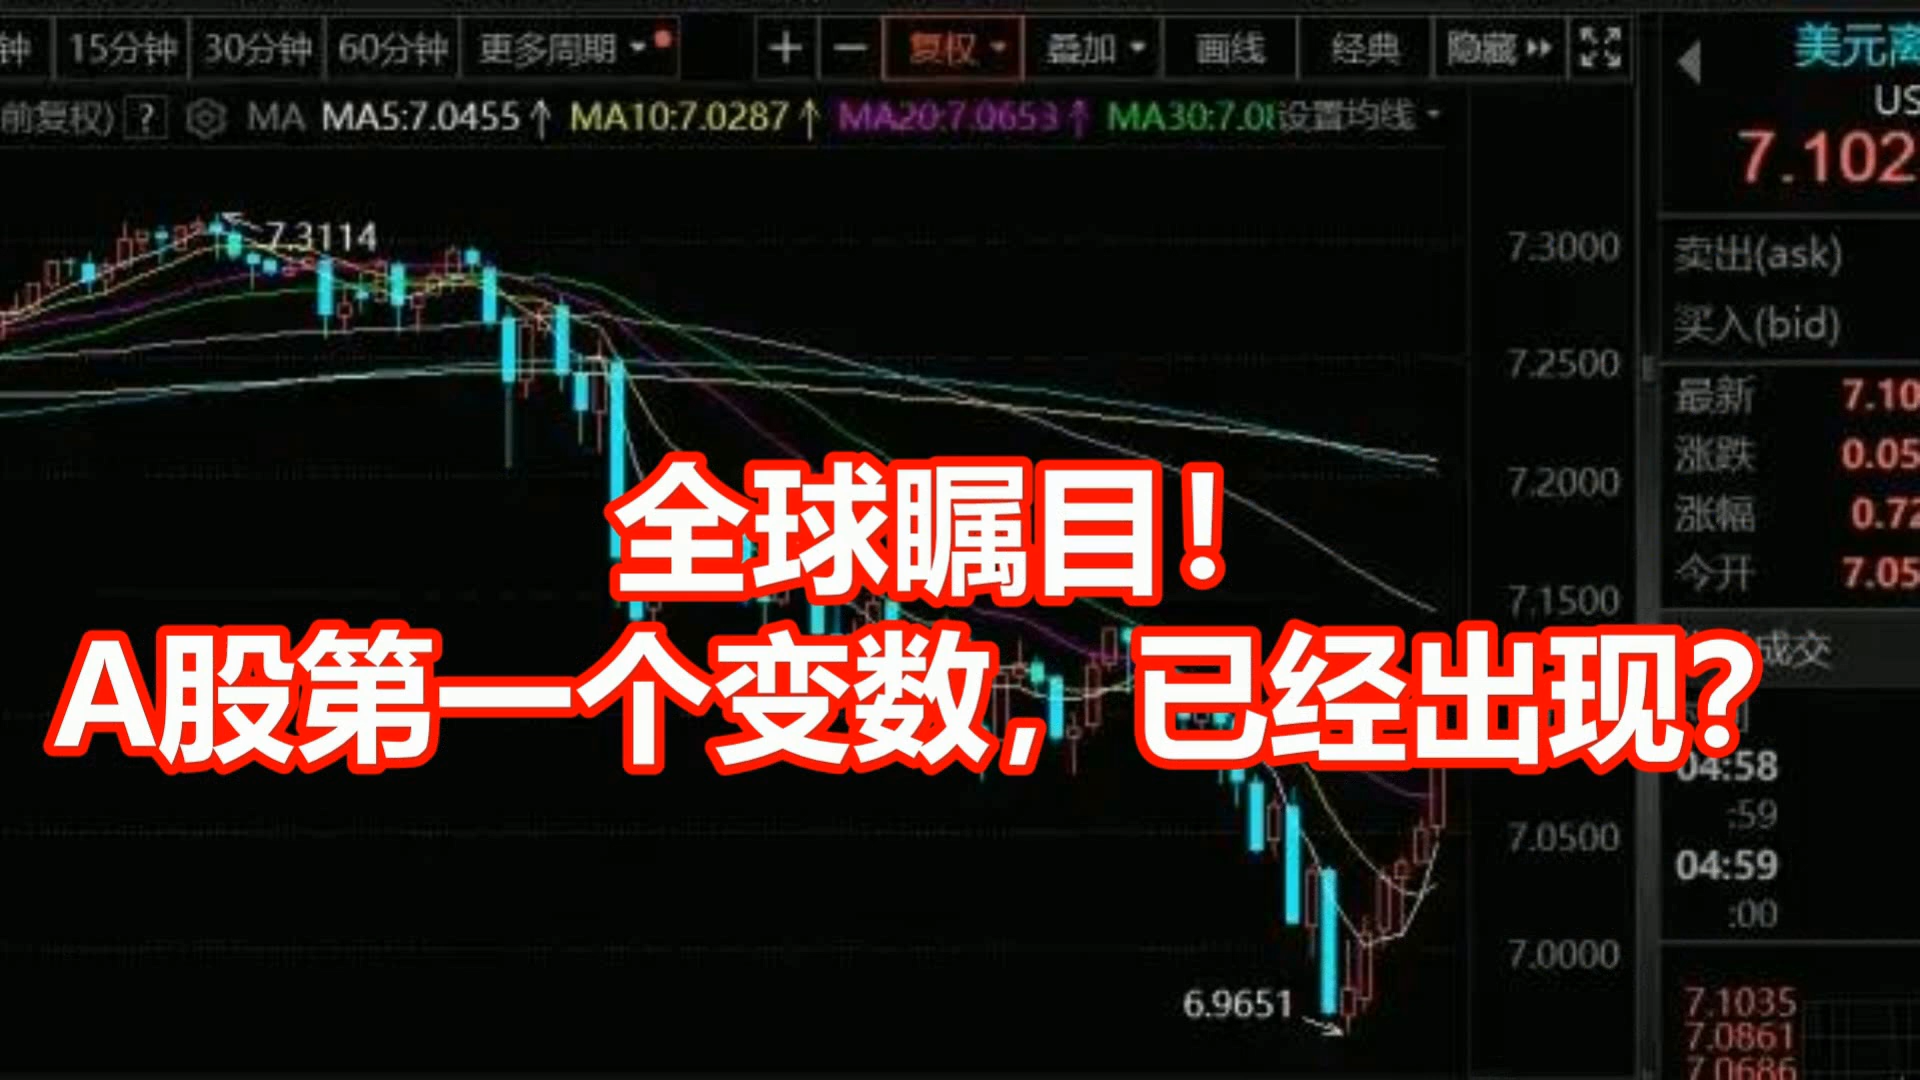 钟 15分钟 30分钟 60分钟 更多周期 + − 复权 叠加 画线 经典 隐藏
前复权) ? MA MA5:7.0455↑ MA10:7.0287↑ MA20:7.0653↑ MA30:7.0 设置均线
美元离
US
7.102
7.3114
7.3000
7.2500
7.2000
7.1500
7.0500
7.0000
6.9651
卖出(ask)
买入(bid)
最新 7.10
涨跌 0.05
涨幅 0.72
今开 7.05
成交
全球瞩目！
A股第一个变数，已经出现？
04:58
:59
04:59
:00
7.1035
7.0861
7.0686